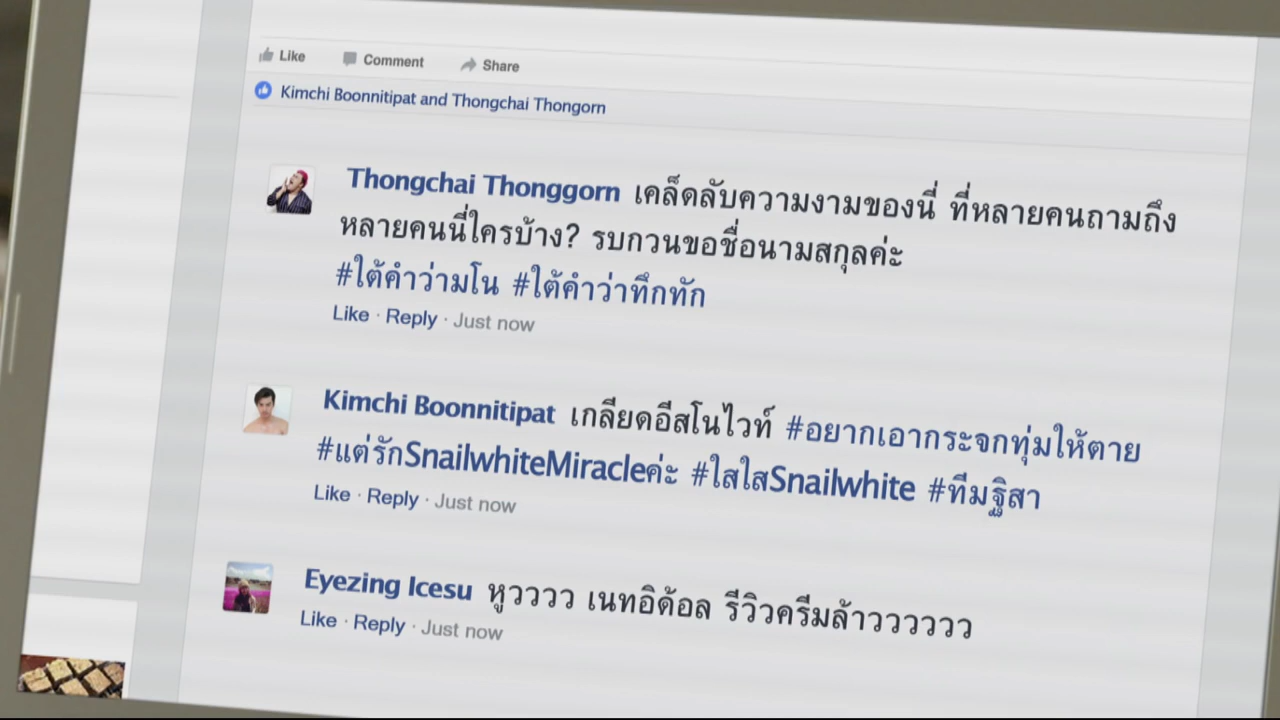 Like Comment Share
Kimchi Boonnitipat and Thongchai Thongorn
Thongchai Thonggorn เคล็ดลับความงามของนี่ ที่หลายคนถามถึง
หลายคนนี่ใครบ้าง? รบกวนขอชื่อนามสกุลค่ะ
#ใต้คำว่ามโน #ใต้คำว่าทึกทัก
Like · Reply · Just now
Kimchi Boonnitipat เกลียดอีสโนไวท์ #อยากเอากระจกทุ่มให้ตาย
#แต่รักSnailwhiteMiracleค่ะ #ใสใสSnailwhite #ทีมฐิสา
Like · Reply · Just now
Eyezing Icesu หูวววว เนทอิด้อล รีวิวครีมล้าววววววว
Like · Reply · Just now